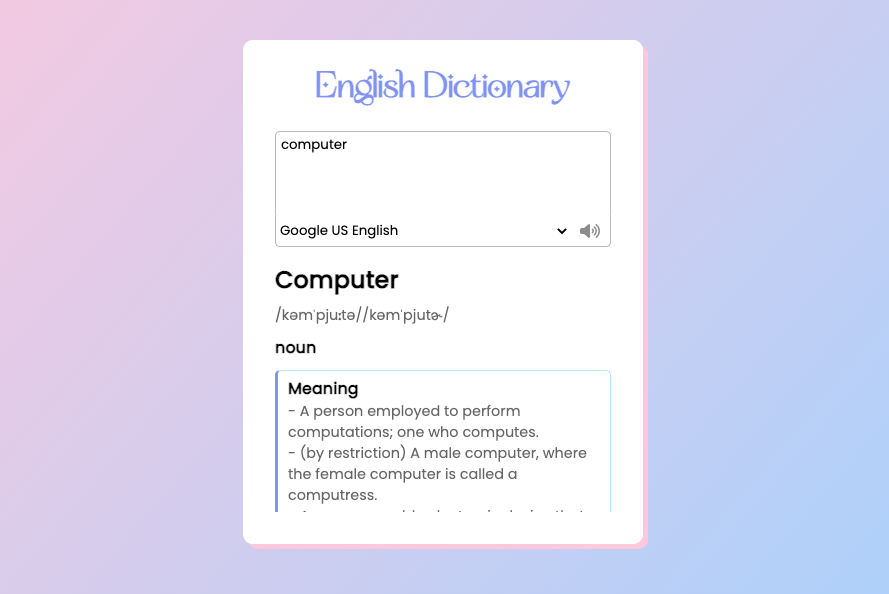 English Dictionary
computer
Google US English
Computer
/kəmˈpjuːtə//kəmˈpjutɚ/
noun
Meaning
- A person employed to perform
computations; one who computes.
- (by restriction) A male computer, where
the female computer is called a
computress.